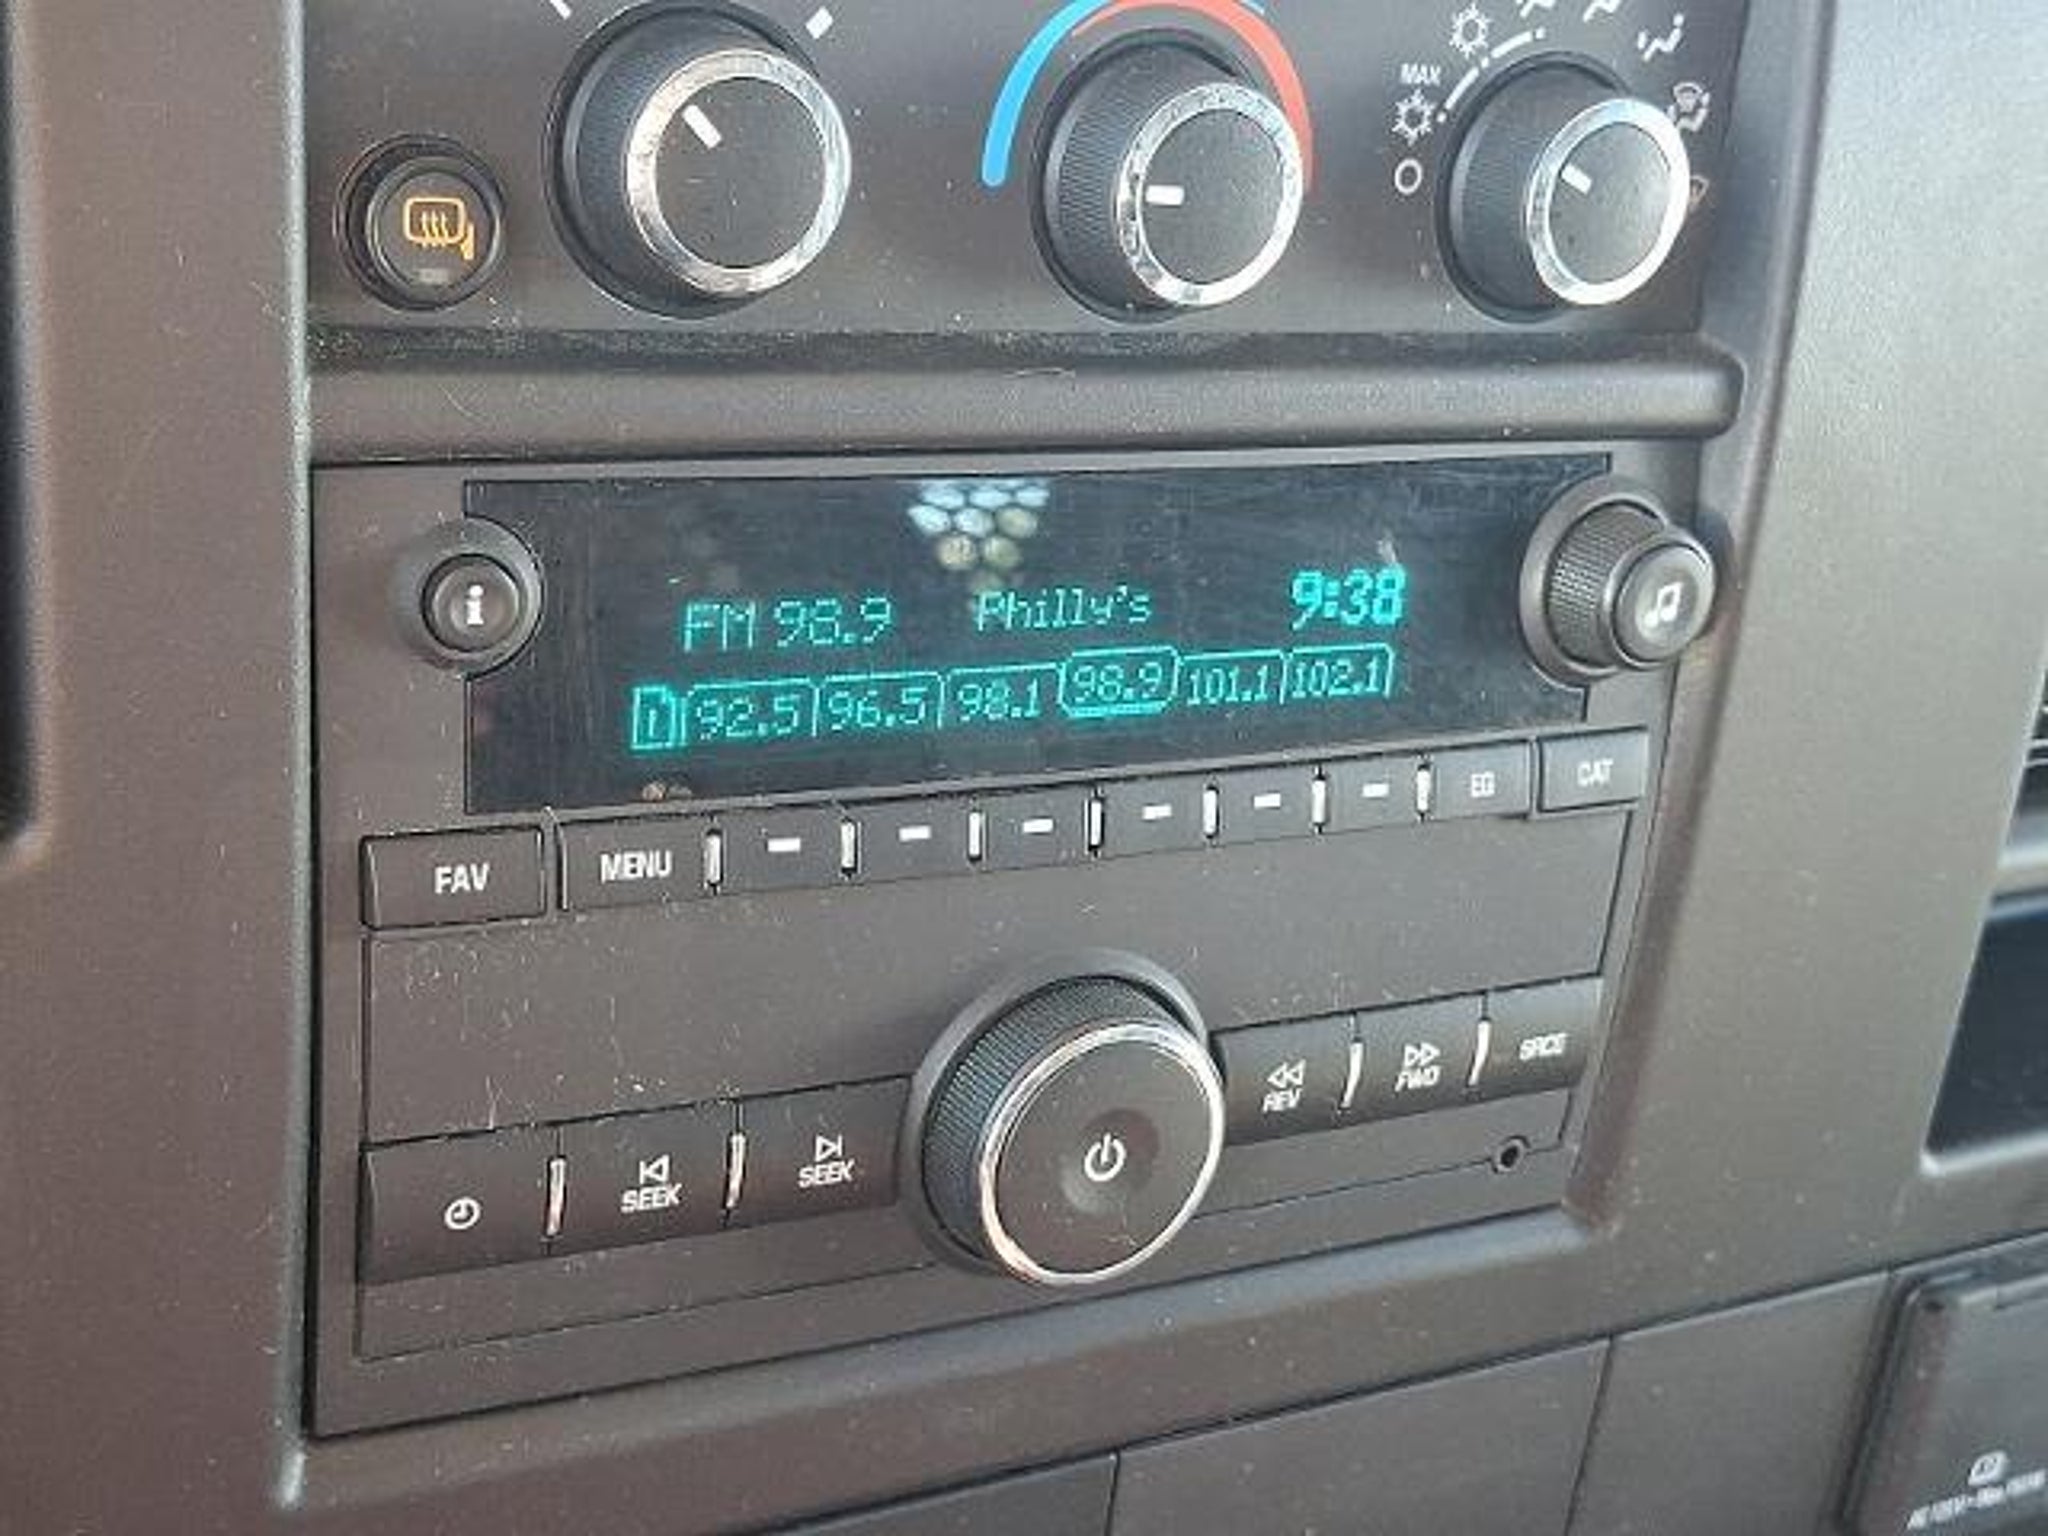 MAX
FM 98.9 Philly's 9:38
1 92.5 96.5 98.1 98.9 101.1 102.1
FAV MENU EQ CAT
REV FWD SRCE
SEEK SEEK